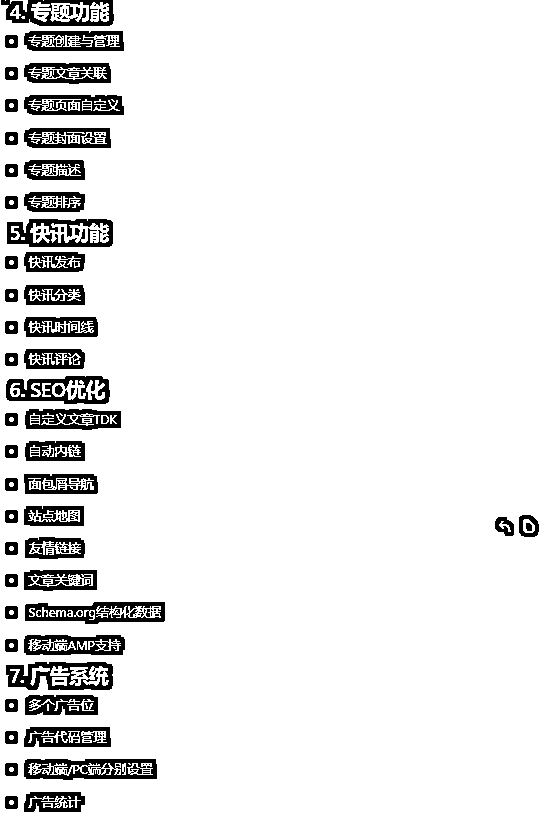 4. 专题功能
专题创建与管理
专题文章关联
专题页面自定义
专题封面设置
专题描述
专题排序
5. 快讯功能
快讯发布
快讯分类
快讯时间线
快讯评论
6. SEO优化
自定义文章TDK
自动内链
面包屑导航
站点地图
友情链接
文章关键词
Schema.org结构化数据
移动端AMP支持
7. 广告系统
多个广告位
广告代码管理
移动端/PC端分别设置
广告统计